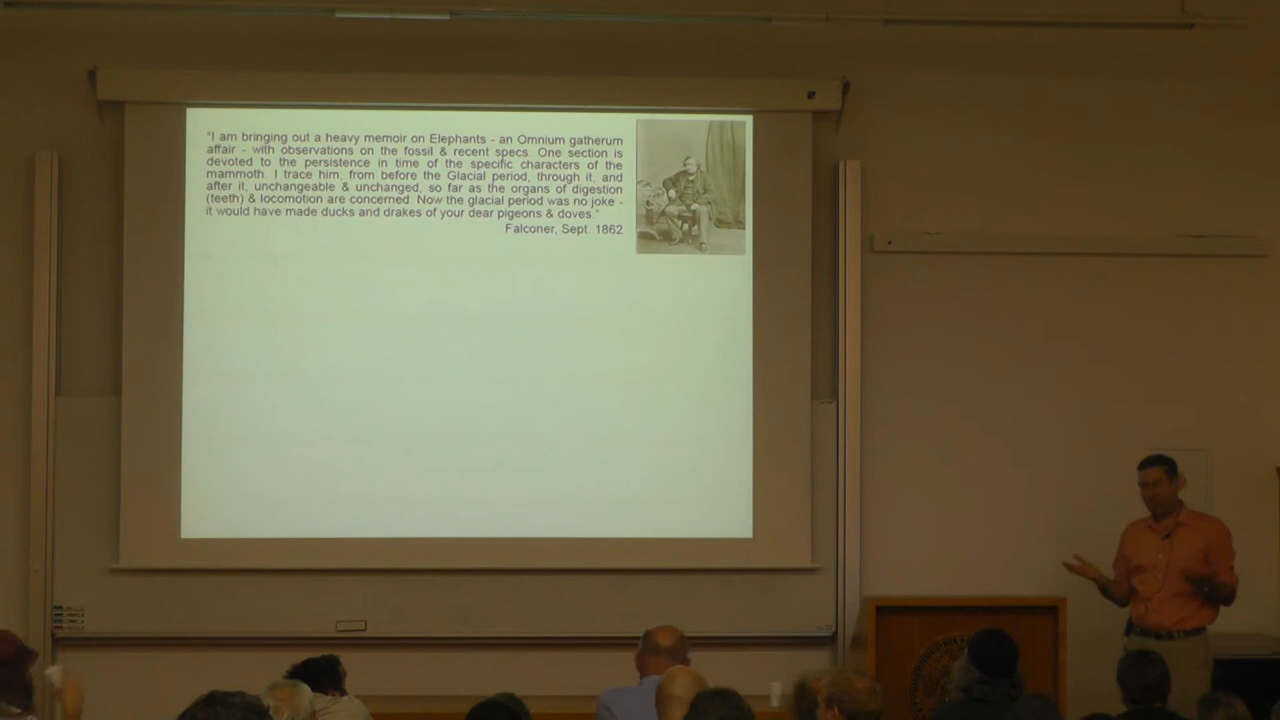 "I am bringing out a heavy memoir on Elephants - an Omnium gatherum
affair - with observations on the fossil & recent specs. One section is
devoted to the persistence in time of the specific characters of the
mammoth. I trace him, from before the Glacial period, through it, and
after it, unchangeable & unchanged, so far as the organs of digestion
(teeth) & locomotion are concerned. Now the glacial period was no joke -
it would have made ducks and drakes of your dear pigeons & doves."
Falconer, Sept. 1862